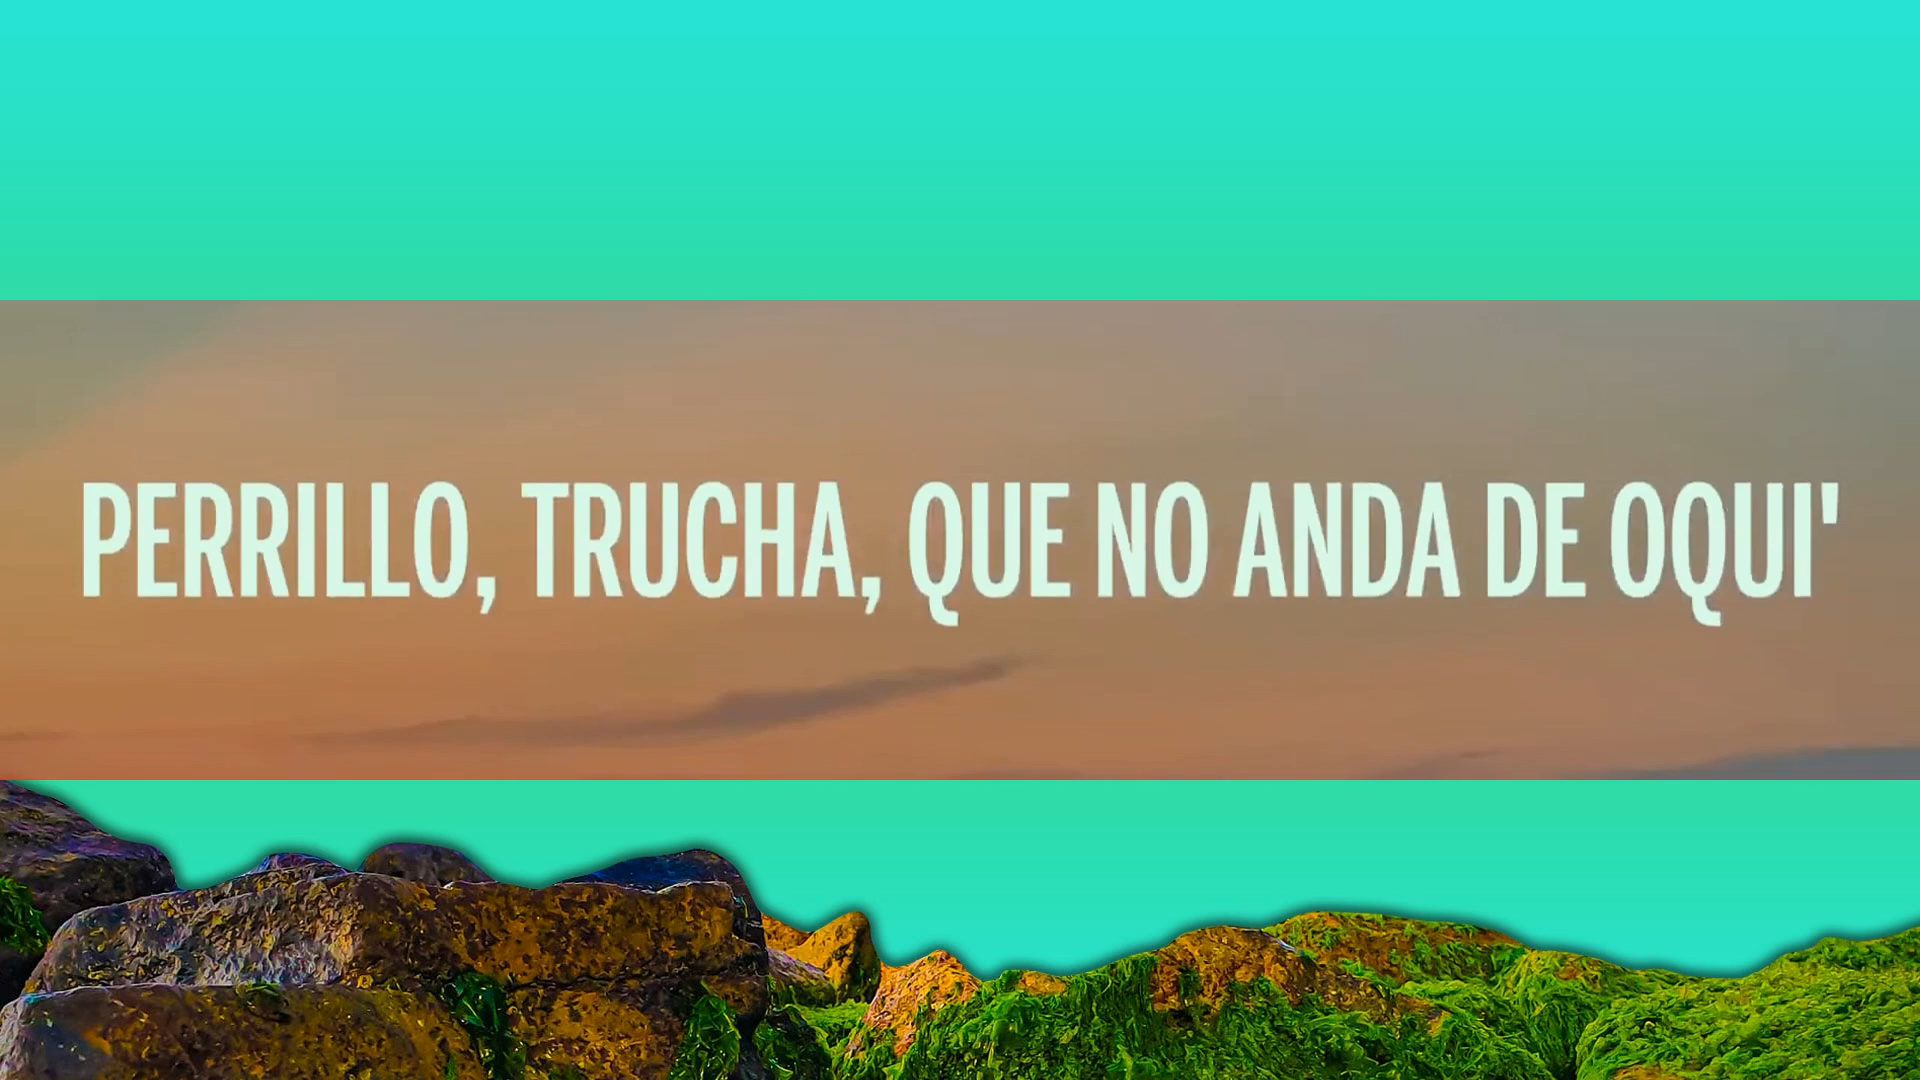 PERRILLO, TRUCHA, QUE NO ANDA DE OQUI'